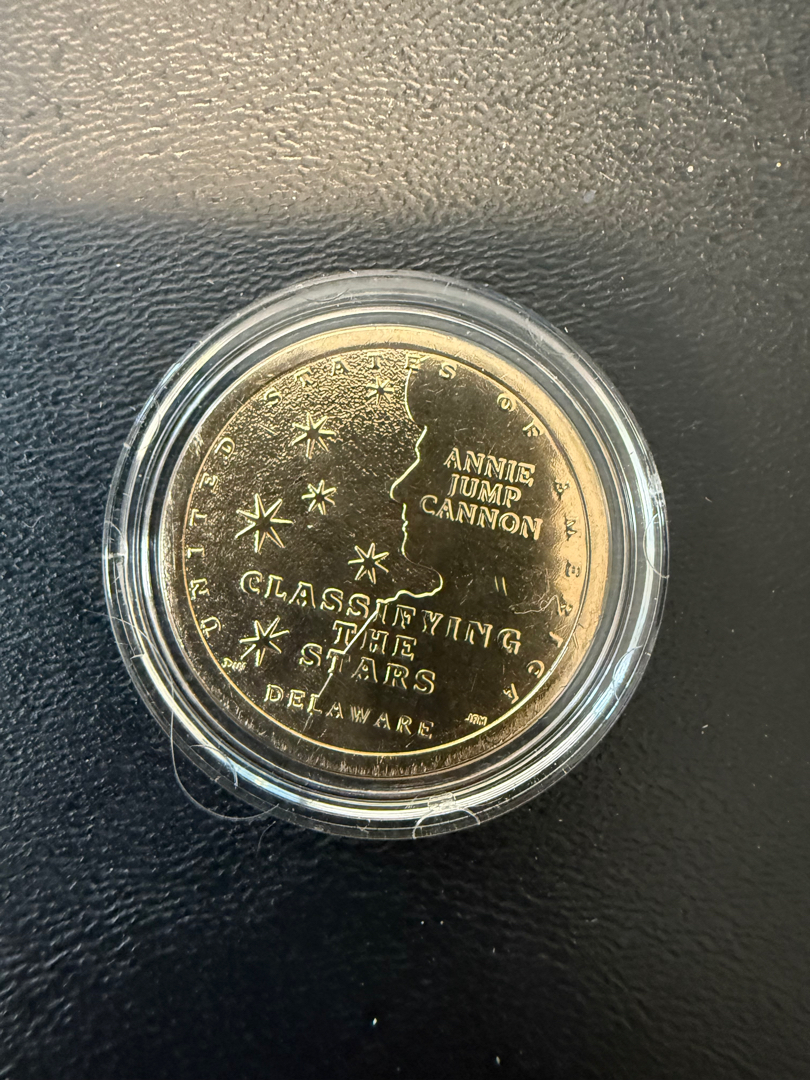 UNITED STATES OF AMERICA
ANNIE
JUMP
CANNON
CLASSIFYING
THE
STARS
DELAWARE